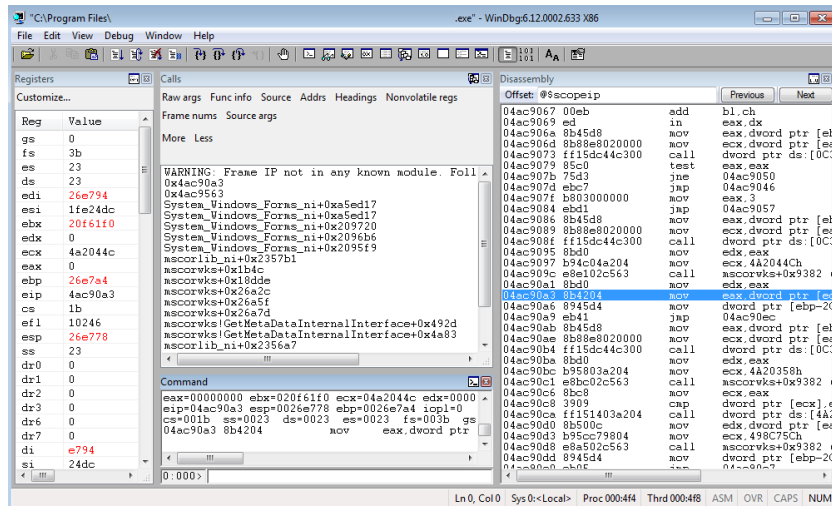 "C:\Program Files\ .exe" - WinDbg:6.12.0002.633 X86
File Edit View Debug Window Help
Registers
Customize...
Reg Value
gs 0
fs 3b
es 23
ds 23
edi 26e794
esi 1fe24dc
ebx 20f61f0
edx 0
ecx 4a2044c
eax 0
ebp 26e7a4
eip 4ac90a3
cs 1b
efl 10246
esp 26e778
ss 23
dr0 0
dr1 0
dr2 0
dr3 0
dr6 0
dr7 0
di e794
si 24dc
Calls
Raw args Func info Source Addrs Headings Nonvolatile regs
Frame nums Source args
More Less
WARNING: Frame IP not in any known module. Foll
0x4ac90a3
0x4ac9563
System_Windows_Forms_ni+0xa5ed17
System_Windows_Forms_ni+0xa5ed17
System_Windows_Forms_ni+0x209720
System_Windows_Forms_ni+0x2096b6
System_Windows_Forms_ni+0x2095f9
mscorlib_ni+0x2357b1
mscorwks+0x1b4c
mscorwks+0x18dde
mscorwks+0x26a2c
mscorwks+0x26a5f
mscorwks+0x26a7d
mscorwks!GetMetaDataInternalInterface+0x492d
mscorwks!GetMetaDataInternalInterface+0x4a83
mscorlib_ni+0x2356a7
Command
eax=00000000 ebx=020f61f0 ecx=04a2044c edx=0000
eip=04ac90a3 esp=0026e778 ebp=0026e7a4 iopl=0
cs=001b ss=0023 ds=0023 es=0023 fs=003b gs
04ac90a3 8b4204 mov eax,dword ptr
0:000>
Disassembly
Offset: @$scopeip Previous Next
04ac9067 00eb add bl,ch
04ac9069 ed in eax,dx
04ac906a 8b45d8 mov eax,dword ptr [eb
04ac906d 8b88e8020000 mov ecx,dword ptr [ea
04ac9073 ff15dc44c300 call dword ptr ds:[0C3
04ac9079 85c0 test eax,eax
04ac907b 75d3 jne 04ac9050
04ac907d ebc7 jmp 04ac9046
04ac907f b803000000 mov eax,3
04ac9084 ebd1 jmp 04ac9057
04ac9086 8b45d8 mov eax,dword ptr [eb
04ac9089 8b88e8020000 mov ecx,dword ptr [ea
04ac908f ff15dc44c300 call dword ptr ds:[0C3
04ac9095 8bd0 mov edx,eax
04ac9097 b94c04a204 mov ecx,4A2044Ch
04ac909c e8e102c563 call mscorwks+0x9382
04ac90a1 8bd0 mov edx,eax
04ac90a3 8b4204 mov eax,dword ptr [ed
04ac90a6 8945d4 mov dword ptr [ebp-2C
04ac90a9 eb41 jmp 04ac90ec
04ac90ab 8b45d8 mov eax,dword ptr [eb
04ac90ae 8b88e8020000 mov ecx,dword ptr [ea
04ac90b4 ff15dc44c300 call dword ptr ds:[0C3
04ac90ba 8bd0 mov edx,eax
04ac90bc b95803a204 mov ecx,4A20358h
04ac90c1 e8bc02c563 call mscorwks+0x9382
04ac90c6 8bc8 mov ecx,eax
04ac90c8 3909 cmp dword ptr [ecx],e
04ac90ca ff151403a204 call dword ptr ds:[4A2
04ac90d0 8b500c mov edx,dword ptr [ea
04ac90d3 b95cc79804 mov ecx,498C75Ch
04ac90d8 e8a502c563 call mscorwks+0x9382
04ac90dd 8945d4 mov dword ptr [ebp-2C
Ln 0, Col 0 Sys 0:<Local> Proc 000:4f4 Thrd 000:4f8 ASM OVR CAPS NUM